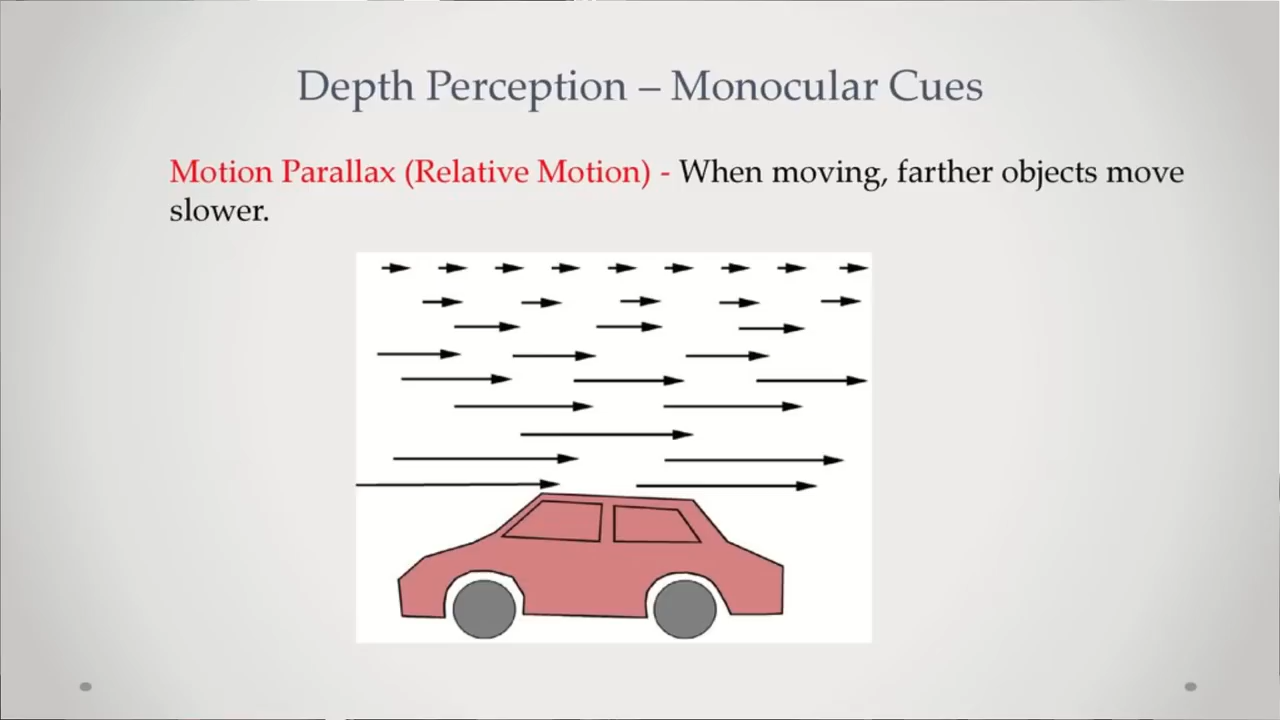 Depth Perception – Monocular Cues
Motion Parallax (Relative Motion) - When moving, farther objects move
slower.